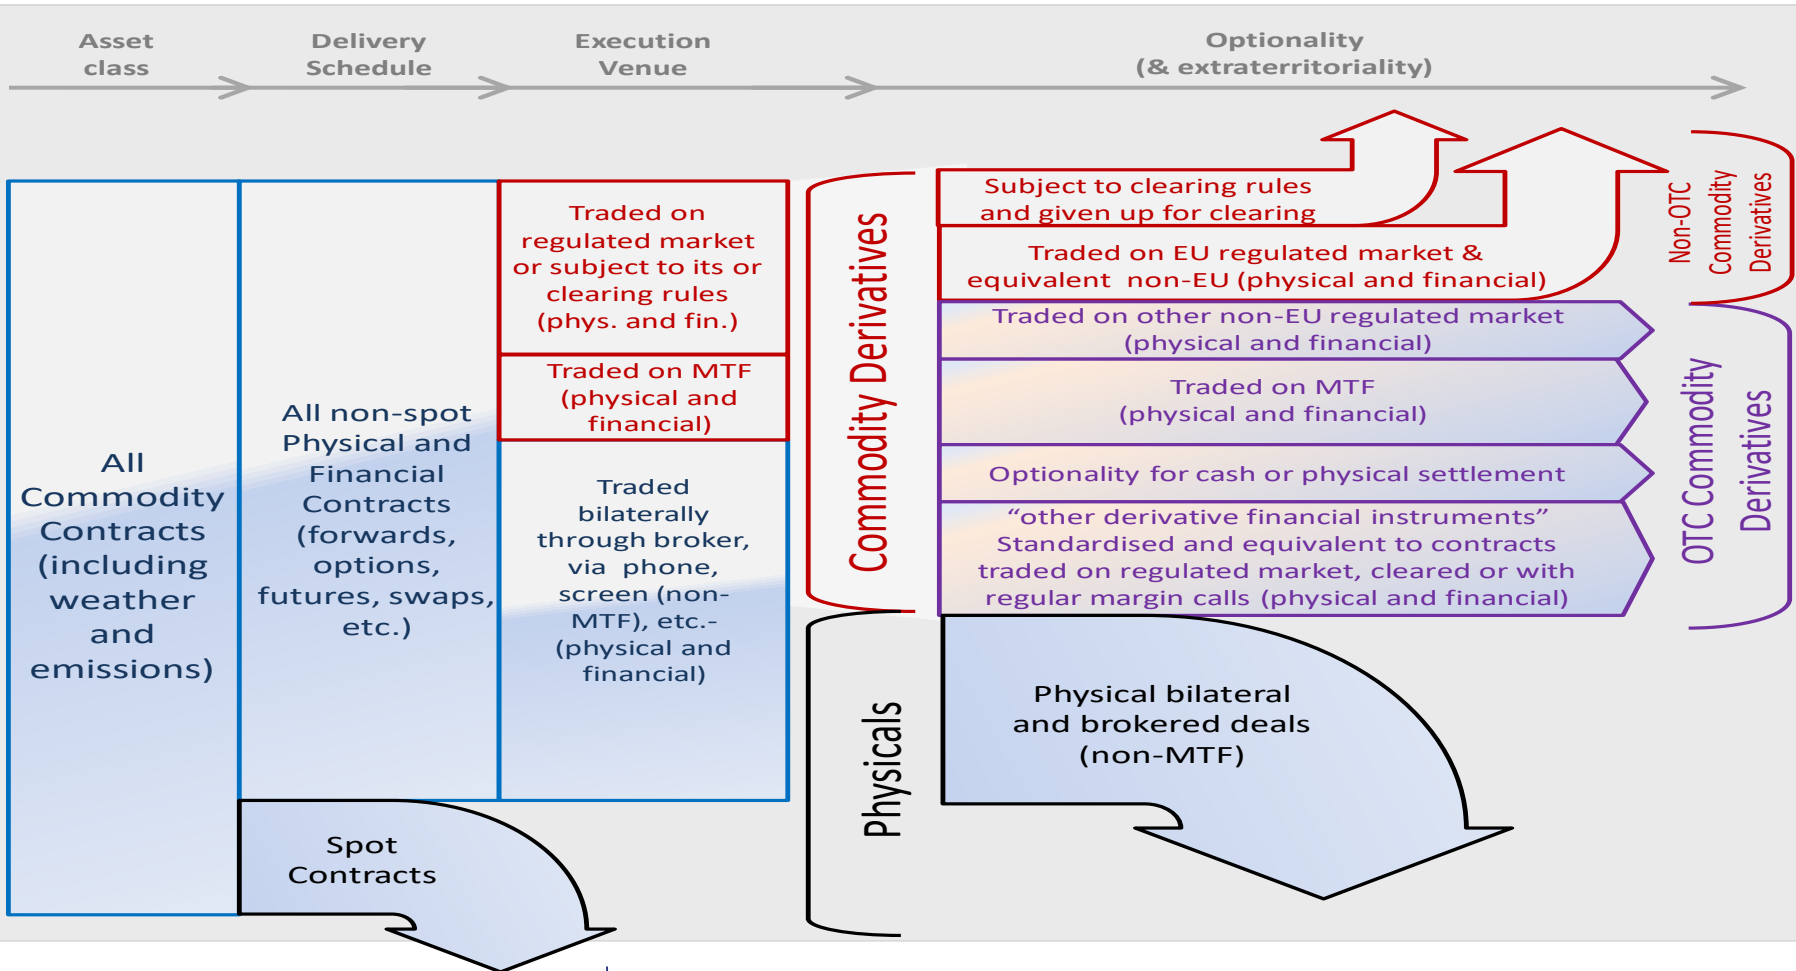 Asset
class
Delivery
Schedule
Execution
Venue
Optionality
(& extraterritoriality)
All
Commodity
Contracts
(including
weather
and
emissions)
All non-spot
Physical and
Financial
Contracts
(forwards,
options,
futures, swaps,
etc.)
Spot
Contracts
Traded on
regulated market
or subject to its or
clearing rules
(phys. and fin.)
Traded on MTF
(physical and
financial)
Traded
bilaterally
through broker,
via phone,
screen (non-
MTF), etc.-
(physical and
financial)
Commodity Derivatives
Physicals
Subject to clearing rules
and given up for clearing
Traded on EU regulated market &
equivalent non-EU (physical and financial)
Traded on other non-EU regulated market
(physical and financial)
Traded on MTF
(physical and financial)
Optionality for cash or physical settlement
“other derivative financial instruments”
Standardised and equivalent to contracts
traded on regulated market, cleared or with
regular margin calls (physical and financial)
Physical bilateral
and brokered deals
(non-MTF)
Non-OTC
Commodity
Derivatives
OTC Commodity
Derivatives